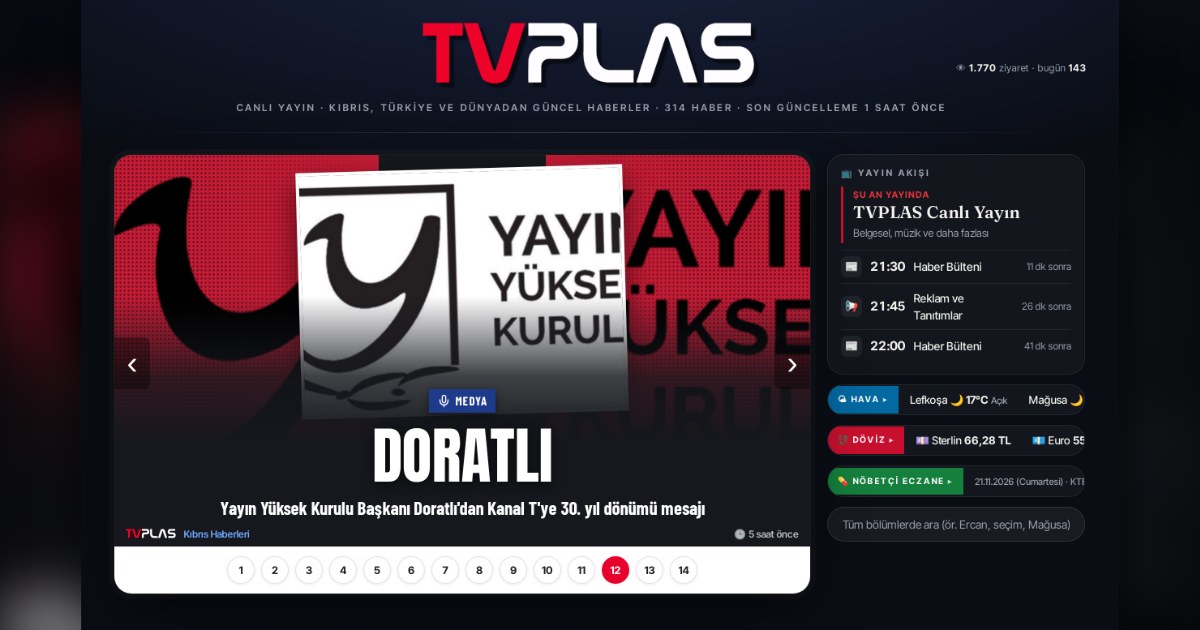 TVPLAS
1.770 ziyaret · bugün 143
CANLI YAYIN · KIBRIS, TÜRKİYE VE DÜNYADAN GÜNCEL HABERLER · 314 HABER · SON GÜNCELLEME 1 SAAT ÖNCE
YAYIN
YÜKSE
KURUL
YAYI
ÜKSE
KURUL
MEDYA
DORATLI
Yayın Yüksek Kurulu Başkanı Doratlı'dan Kanal T'ye 30. yıl dönümü mesajı
TVPLAS Kıbrıs Haberleri
5 saat önce
1 2 3 4 5 6 7 8 9 10 11 12 13 14
YAYIN AKIŞI
ŞU AN YAYINDA
TVPLAS Canlı Yayın
Belgesel, müzik ve daha fazlası
21:30 Haber Bülteni 11 dk sonra
21:45 Reklam ve Tanıtımlar 26 dk sonra
22:00 Haber Bülteni 41 dk sonra
HAVA ▸ Lefkoşa 17°C Açık Mağusa
DÖVİZ ▸ Sterlin 66,28 TL Euro 55
NÖBETÇİ ECZANE ▸ 21.11.2026 (Cumartesi) · KTE
Tüm bölümlerde ara (ör. Ercan, seçim, Mağusa)